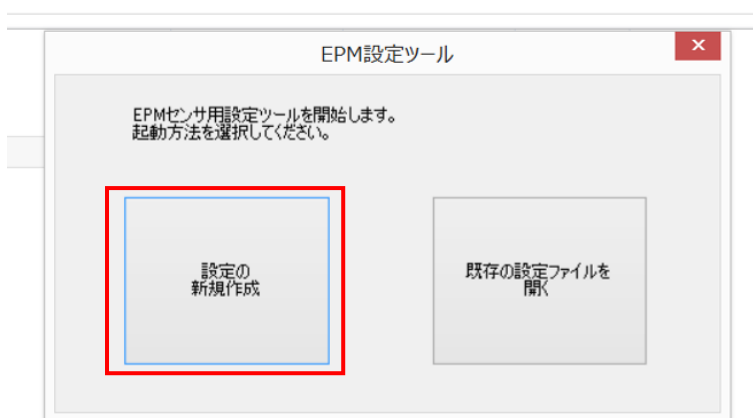 EPM設定ツール
EPMセンサ用設定ツールを開始します。
起動方法を選択してください。
設定の
新規作成
既存の設定ファイルを
開く